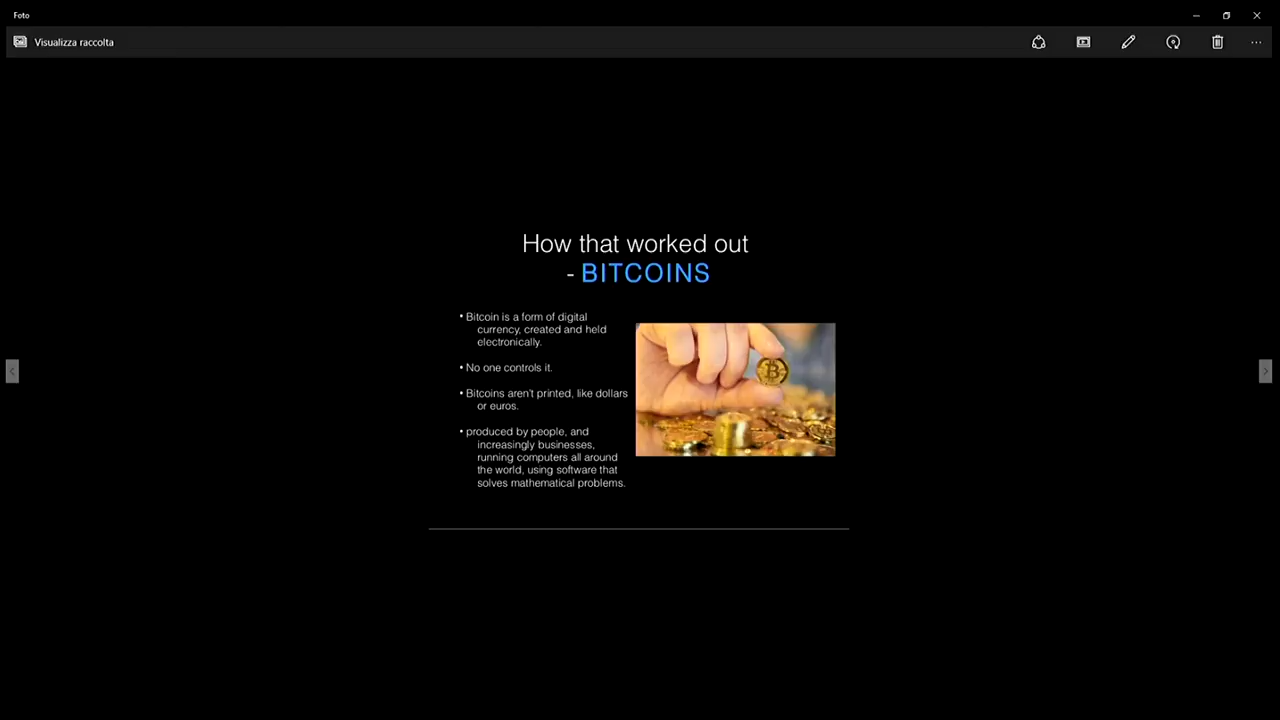 Foto
Visualizza raccolta
How that worked out
- BITCOINS
• Bitcoin is a form of digital
currency, created and held
electronically.
• No one controls it.
• Bitcoins aren't printed, like dollars
or euros.
• produced by people, and
increasingly businesses,
running computers all around
the world, using software that
solves mathematical problems.